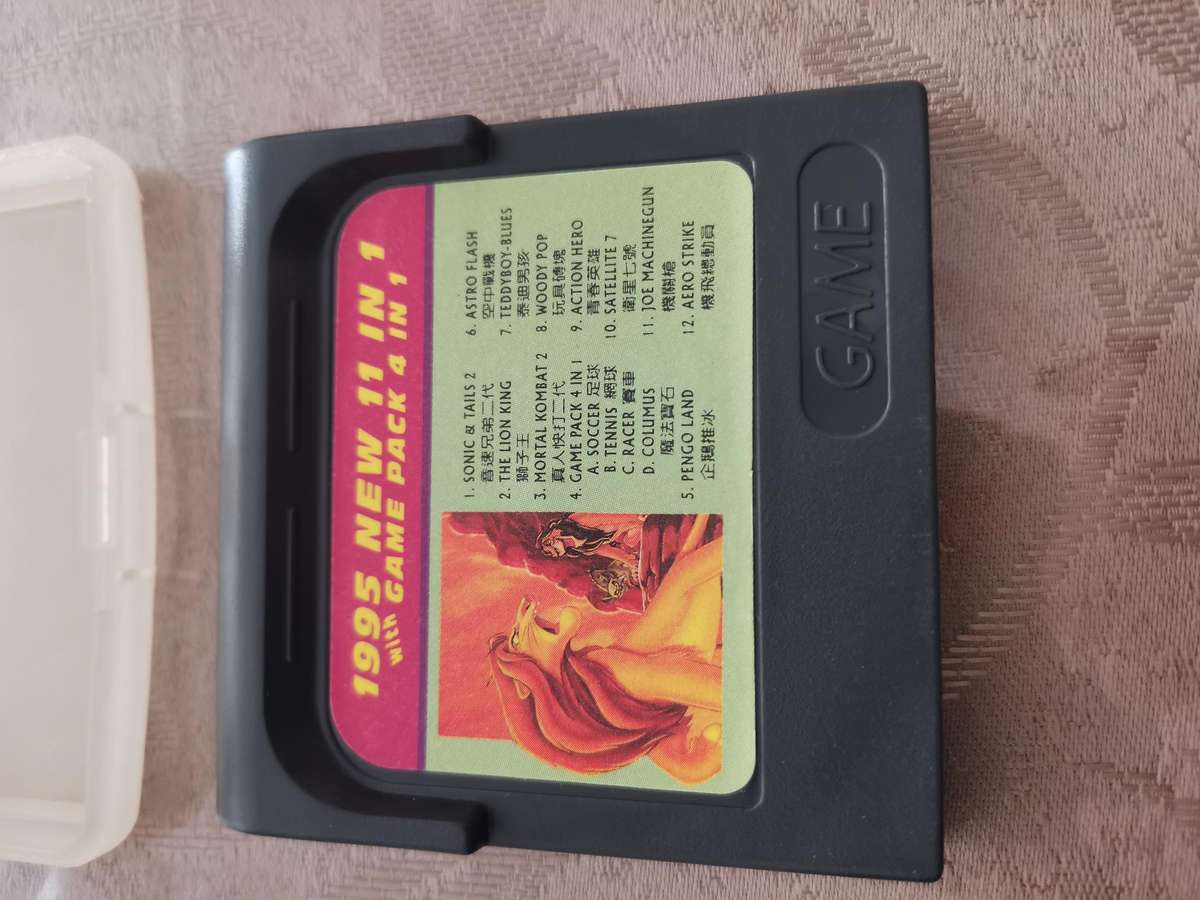 1995 NEW 11 IN 1
with GAME PACK 4 IN 1
1. SONIC & TAILS 2
音速兄弟二代
2. THE LION KING
獅子王
3. MORTAL KOMBAT 2
真人快打二代
4. GAME PACK 4 IN 1
A. SOCCER 足球
B. TENNIS 網球
C. RACER 賽車
D. COLUMUS
魔法寶石
5. PENGO LAND
企鵝推冰
6. ASTRO FLASH
空中戰機
7. TEDDYBOY-BLUES
泰迪男孩
8. WOODY POP
玩具磚塊
9. ACTION HERO
青春英雄
10. SATELLITE 7
衛星七號
11. JOE MACHINEGUN
機關槍
12. AERO STRIKE
機飛總動員
GAME